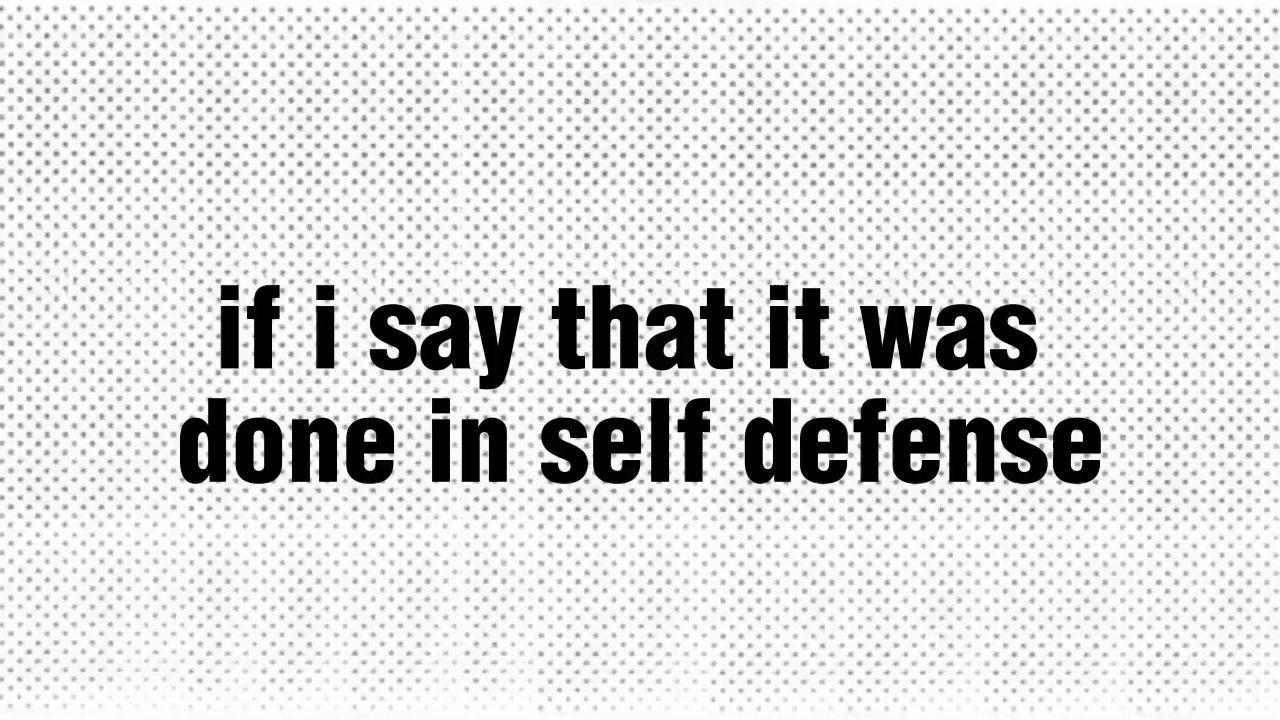 if i say that it was
done in self defense